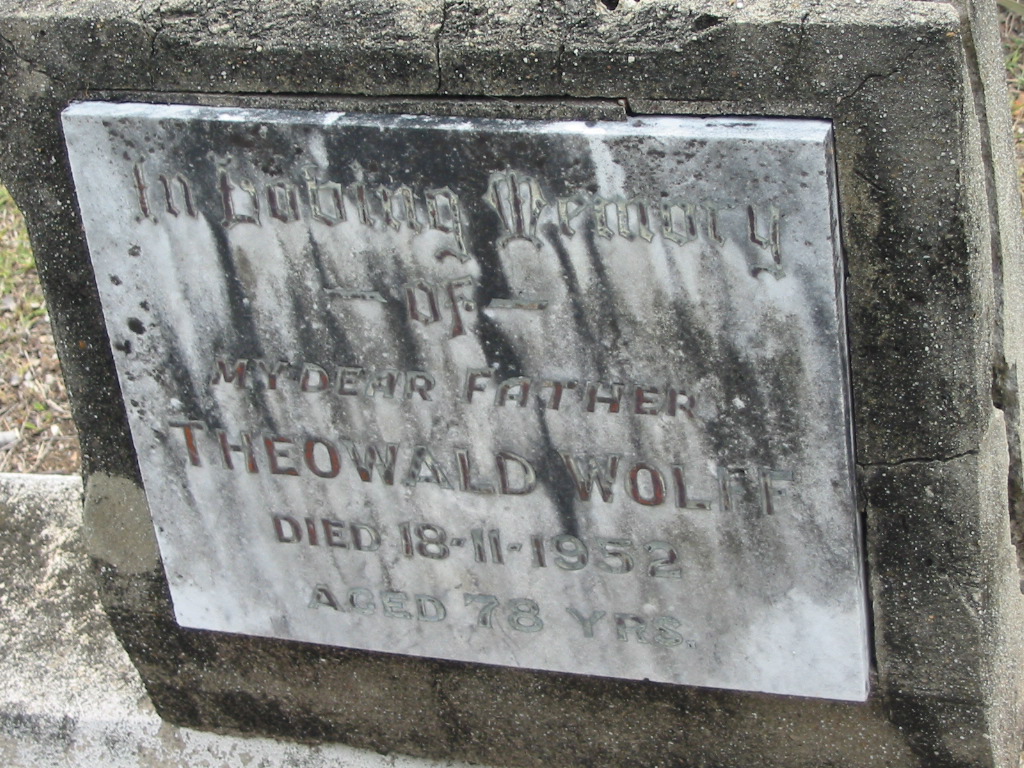 In Loving Memory
— of —
MY DEAR FATHER
THEOWALD WOLFF
DIED 18-11-1952
AGED 78 YRS.